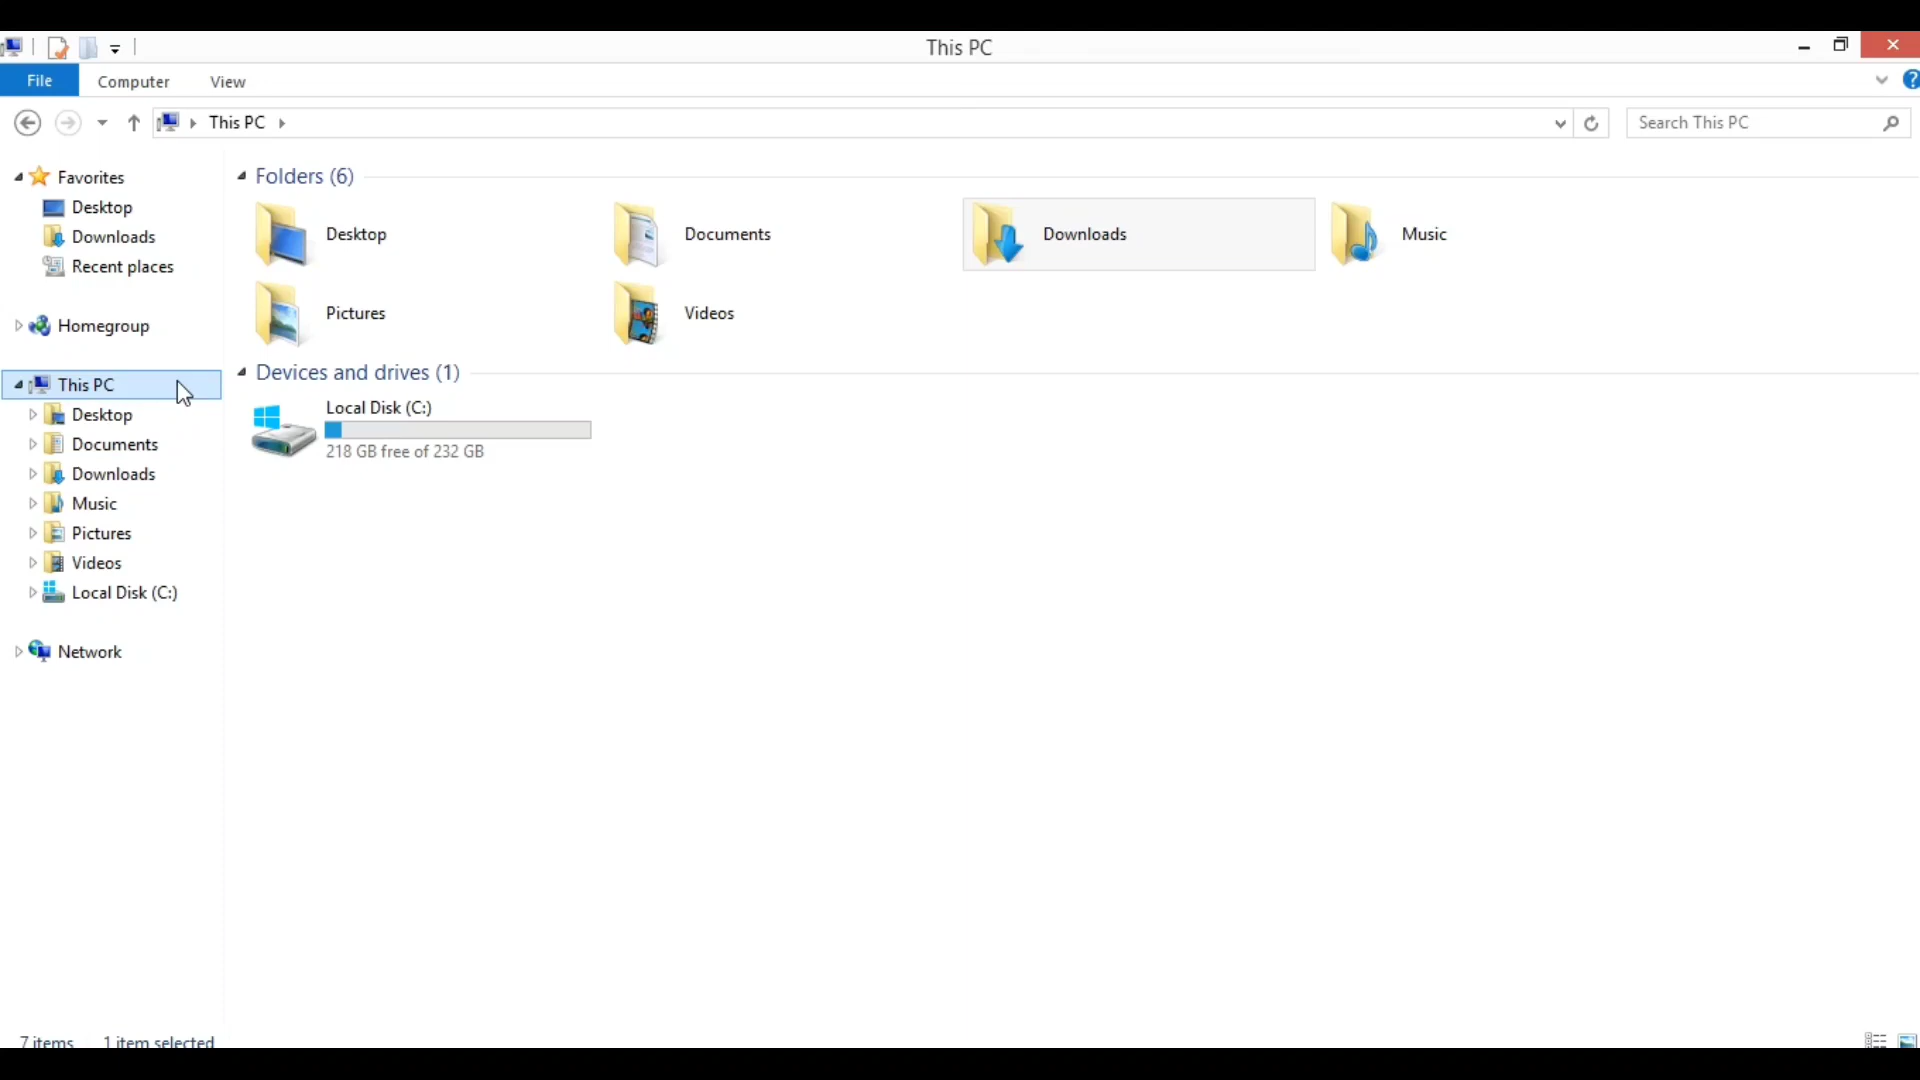 This PC
File Computer View
This PC
Search This PC
Favorites
Desktop
Downloads
Recent places
Homegroup
This PC
Desktop
Documents
Downloads
Music
Pictures
Videos
Local Disk (C:)
Network
Folders (6)
Desktop
Documents
Downloads
Music
Pictures
Videos
Devices and drives (1)
Local Disk (C:)
218 GB free of 232 GB
7 items 1 item selected